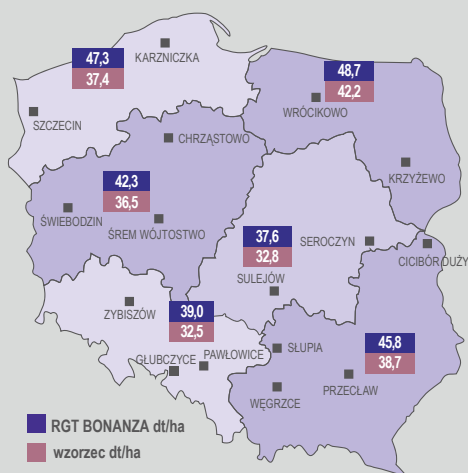 47,3
KARZNICZKA
37,4
48,7
42,2
WRÓCIKOWO
SZCZECIN
CHRZĄSTOWO
KRZYŻEWO
42,3
36,5
ŚWIEBODZIN
ŚREM WÓJTOSTWO
37,6
32,8
SEROCZYN
CICIBÓR DUŻY
SULEJÓW
ZYBISZÓW
39,0
32,5
GŁUBCZYCE
PAWŁOWICE
SŁUPIA
45,8
38,7
WĘGRZCE
PRZECŁAW
RGT BONANZA dt/ha
wzorzec dt/ha